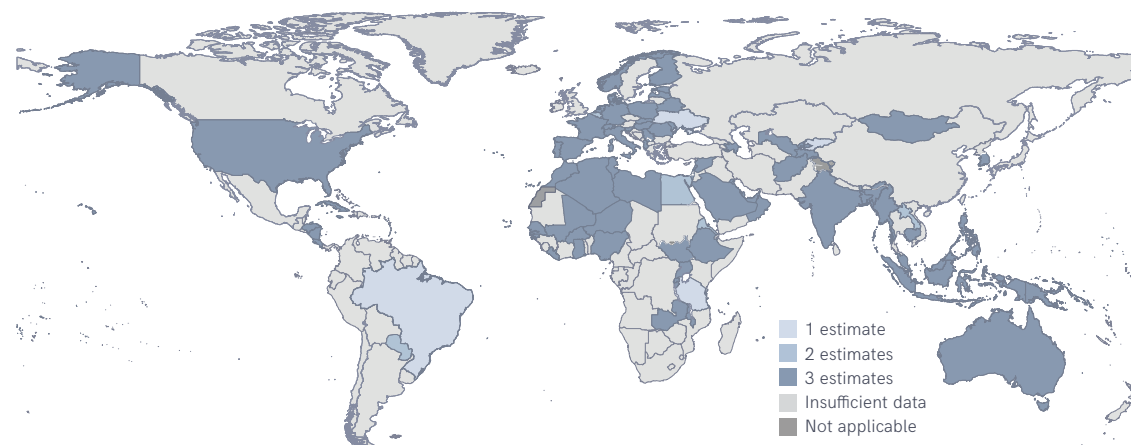 1 estimate
2 estimates
3 estimates
Insufficient data
Not applicable